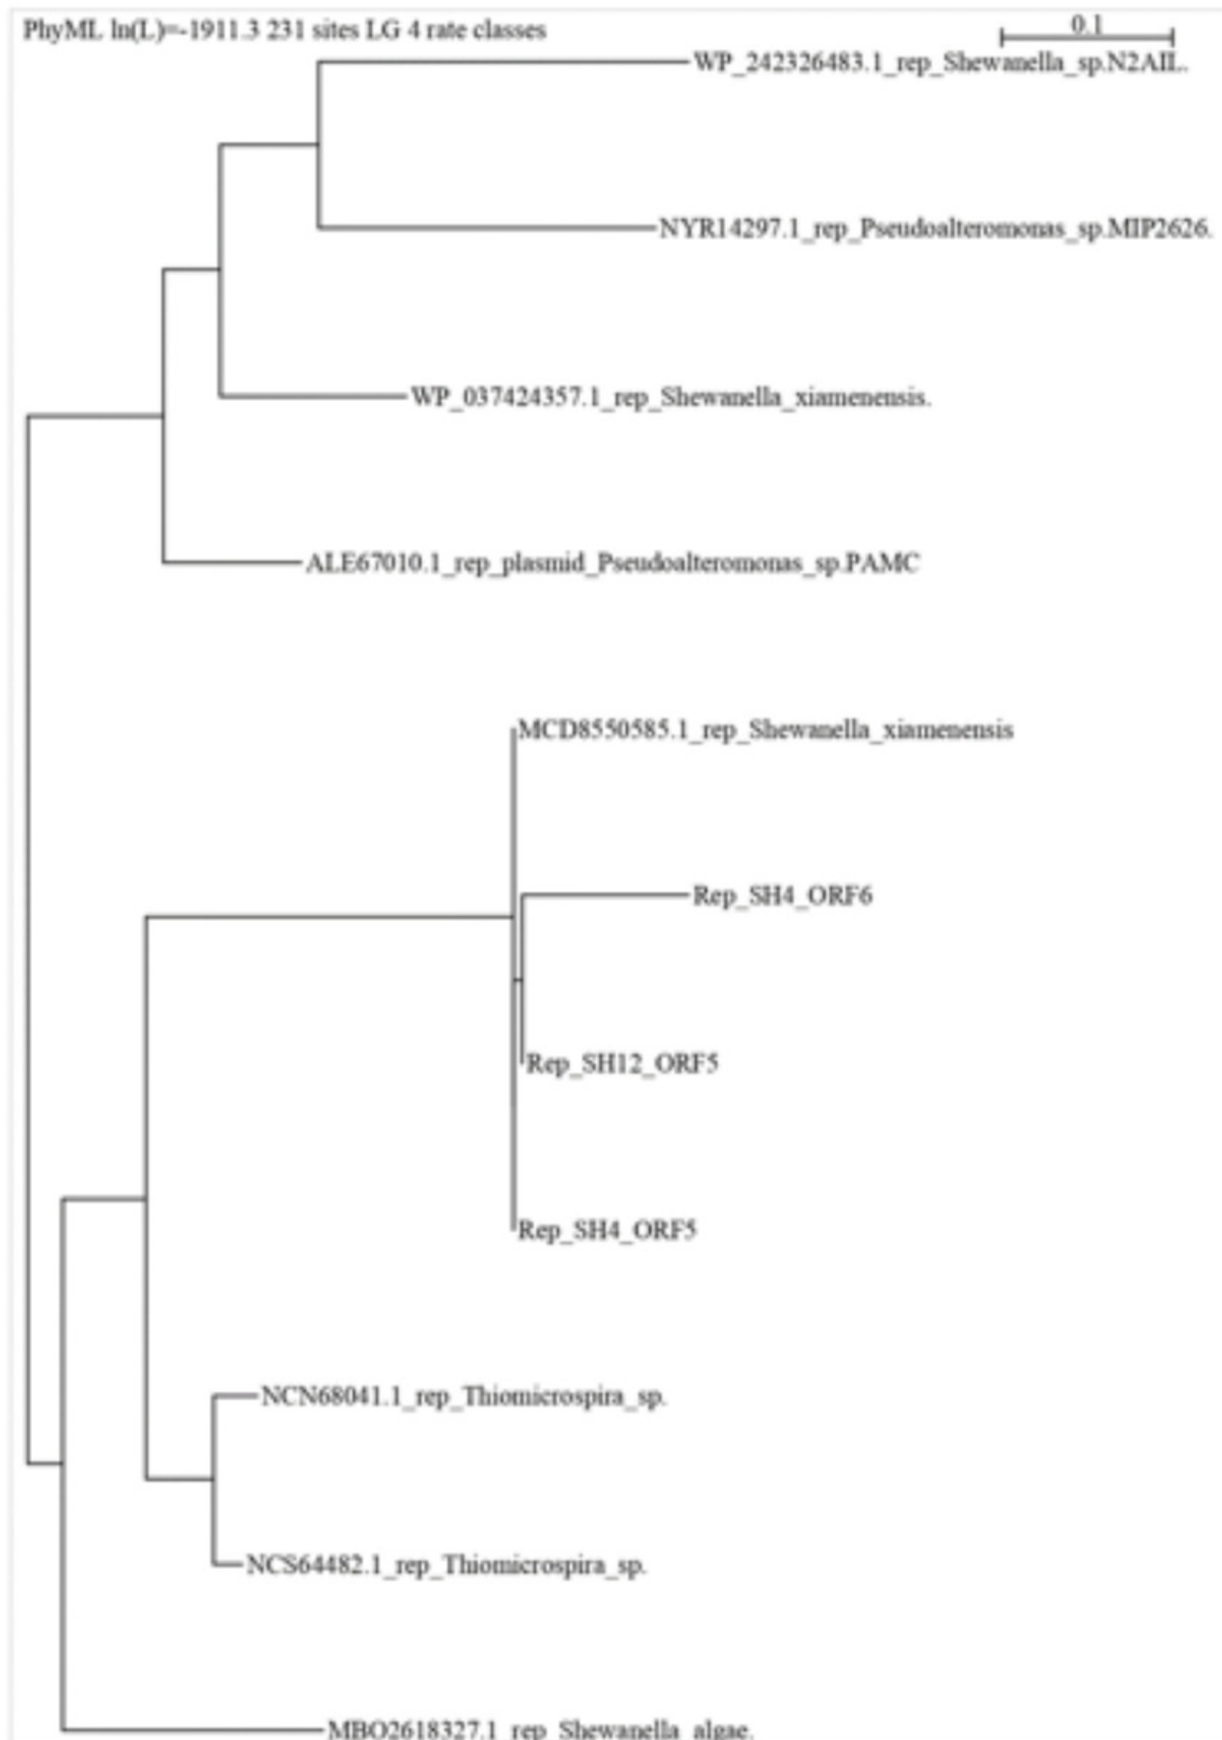 PhyML ln(L)=-1911.3 231 sites LG 4 rate classes
0.1
WP_242326483.1_rep_Shewanella_sp.N2AIL.
NYR14297.1_rep_Pseudoalteromonas_sp.MIP2626.
WP_037424357.1_rep_Shewanella_xiamenensis.
ALE67010.1_rep_plasmid_Pseudoalteromonas_sp.PAMC
MCD8550585.1_rep_Shewanella_xiamenensis
Rep_SH4_ORF6
Rep_SH12_ORF5
Rep_SH4_ORF5
NCN68041.1_rep_Thiomicrospira_sp.
NCS64482.1_rep_Thiomicrospira_sp.
MBO2618327.1_rep_Shewanella_algae.